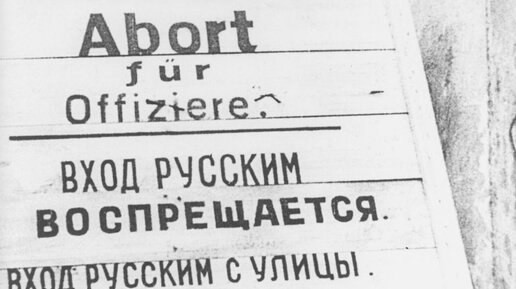 Abort
für
Offiziere.
ВХОД РУССКИМ
ВОСПРЕЩАЕТСЯ.
ВХОД РУССКИМ С УЛИЦЫ.